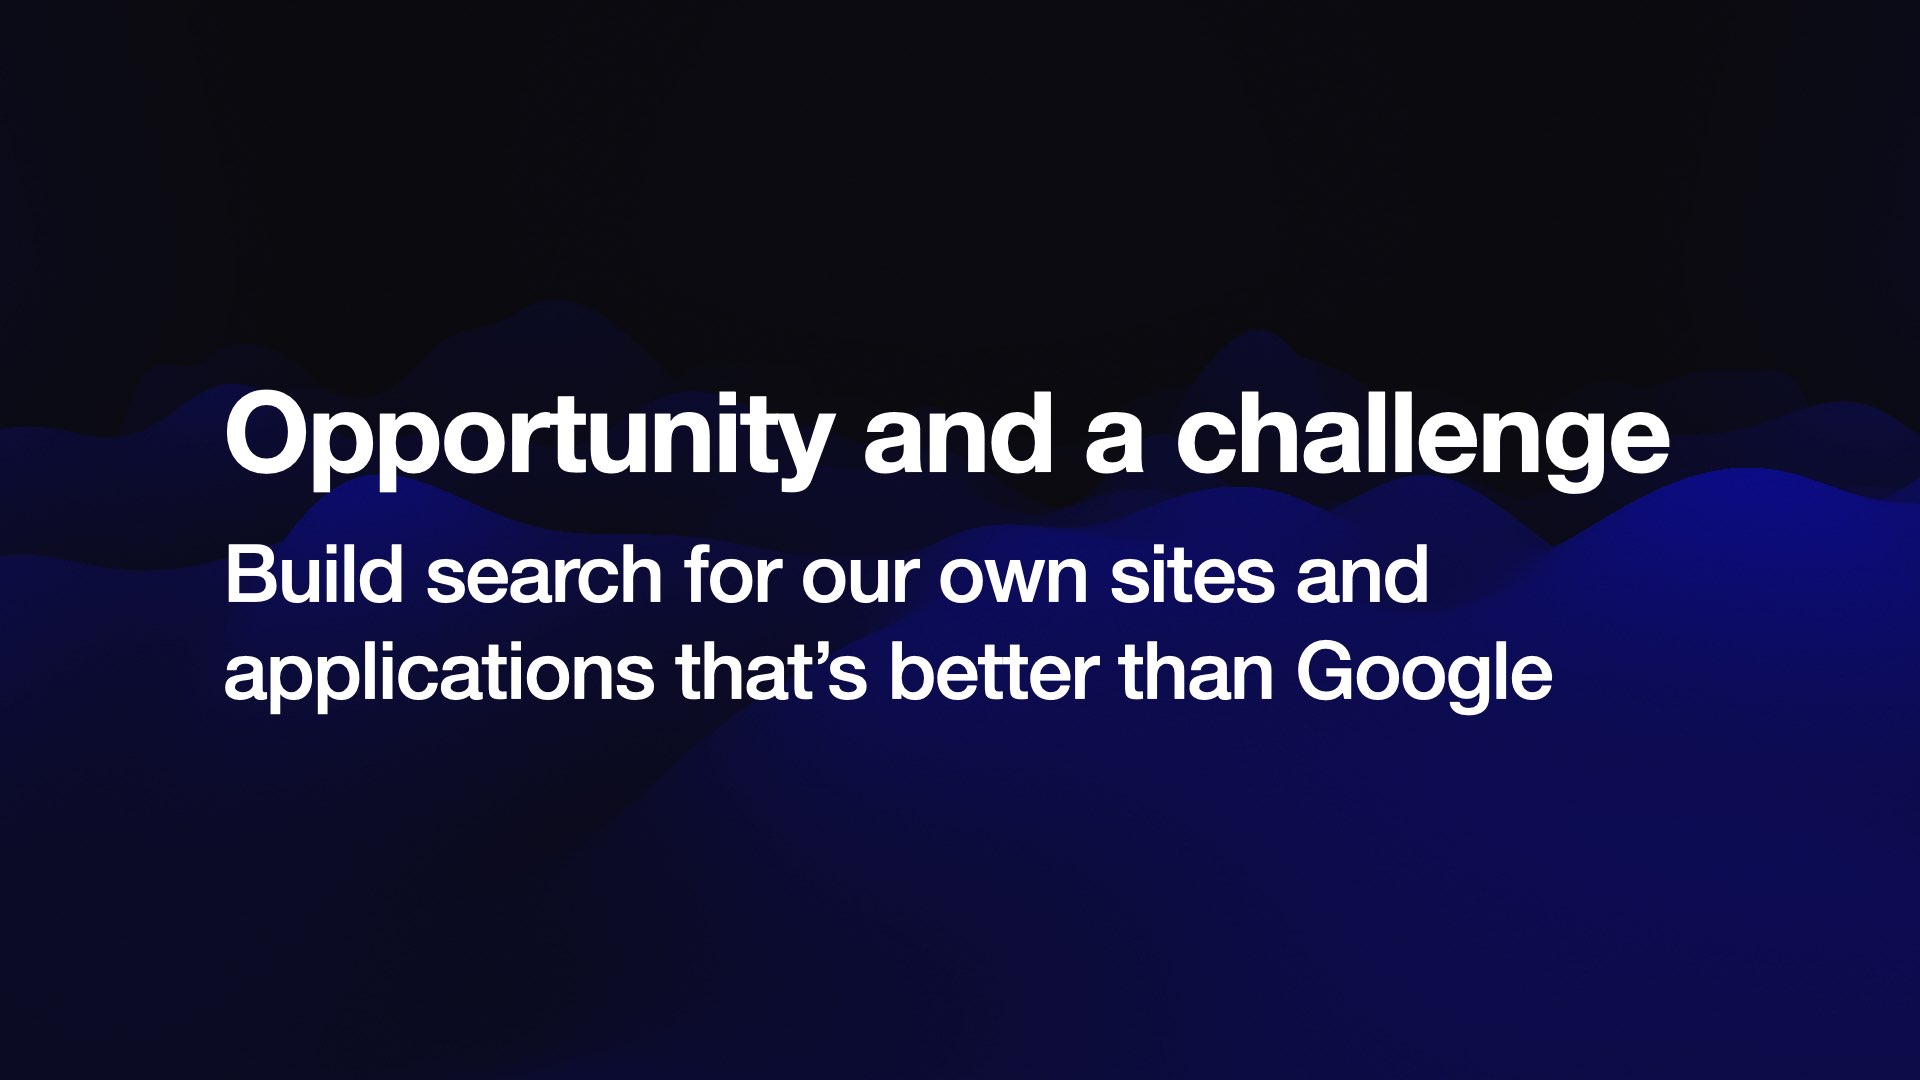 Opportunity and a challenge
Build search for our own sites and
applications that’s better than Google